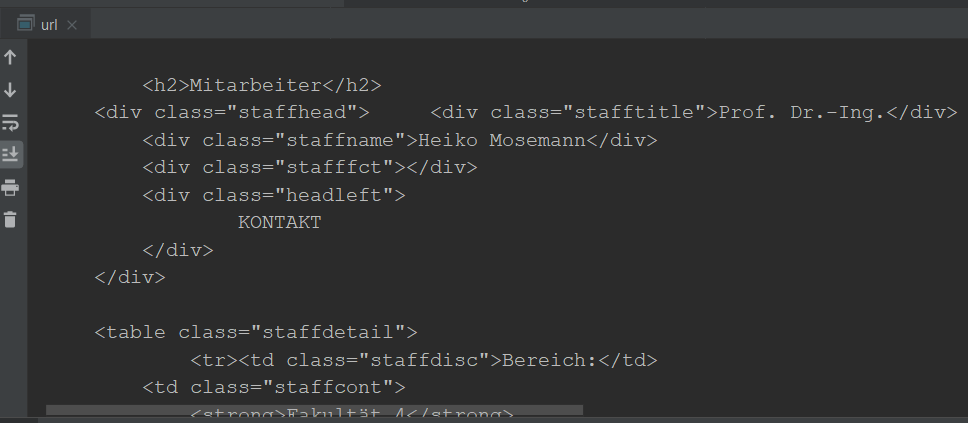 url
<h2>Mitarbeiter</h2>
<div class="staffhead"> <div class="stafftitle">Prof. Dr.-Ing.</div>
<div class="staffname">Heiko Mosemann</div>
<div class="stafffct"></div>
<div class="headleft">
KONTAKT
</div>
</div>
<table class="staffdetail">
<tr><td class="staffdisc">Bereich:</td>
<td class="staffcont">
<strong>Fakultät 4</strong>